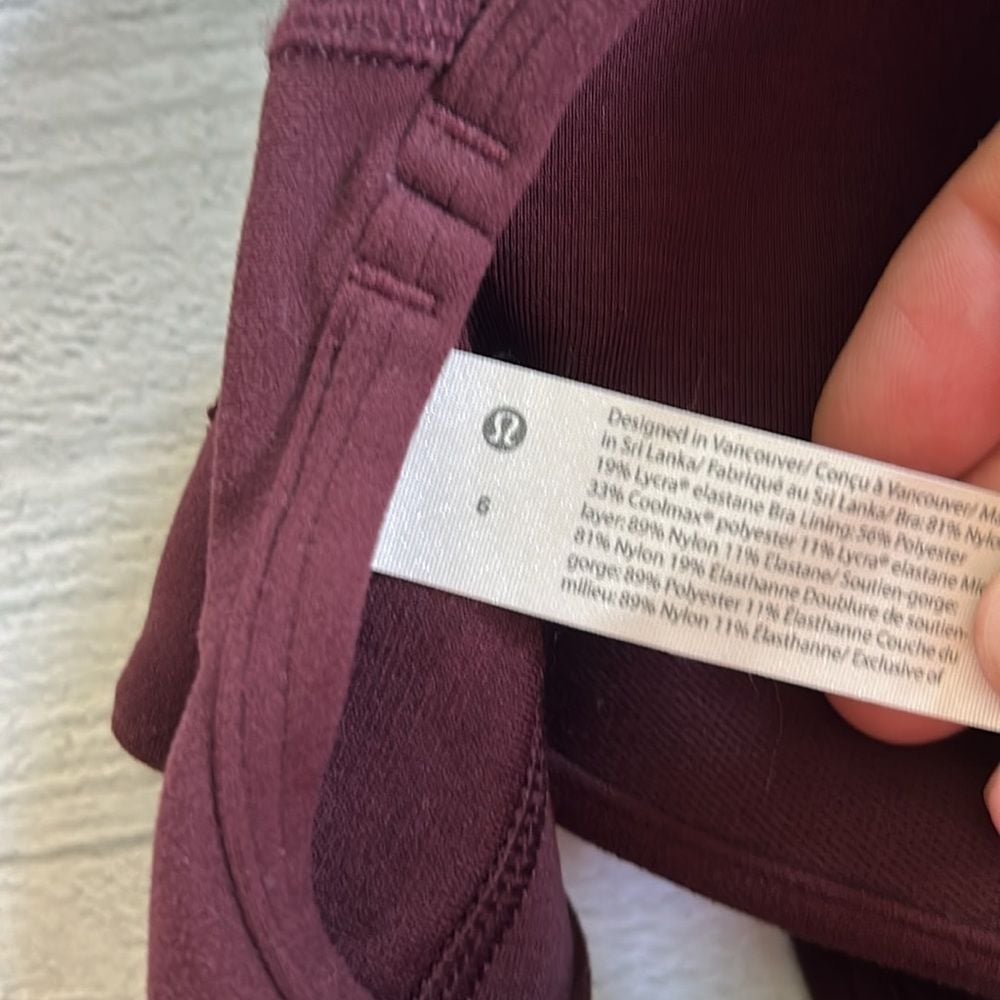 6
Designed in Vancouver/ Conçu à Vancouver/
in Sri Lanka/ Fabriqué au Sri Lanka/ Bra: 81%
19% Lycra® elastane Bra Lining: 56% Polyester
33% Coolmax® polyester 11% Lycra® elastane
layer: 89% Nylon 11% Elastane/ Soutien-gorge:
81% Nylon 19% Élasthanne Doublure de soutien
gorge: 89% Polyester 11% Élasthanne Couche du
milieu: 89% Nylon 11% Élasthanne/ Exclusive of